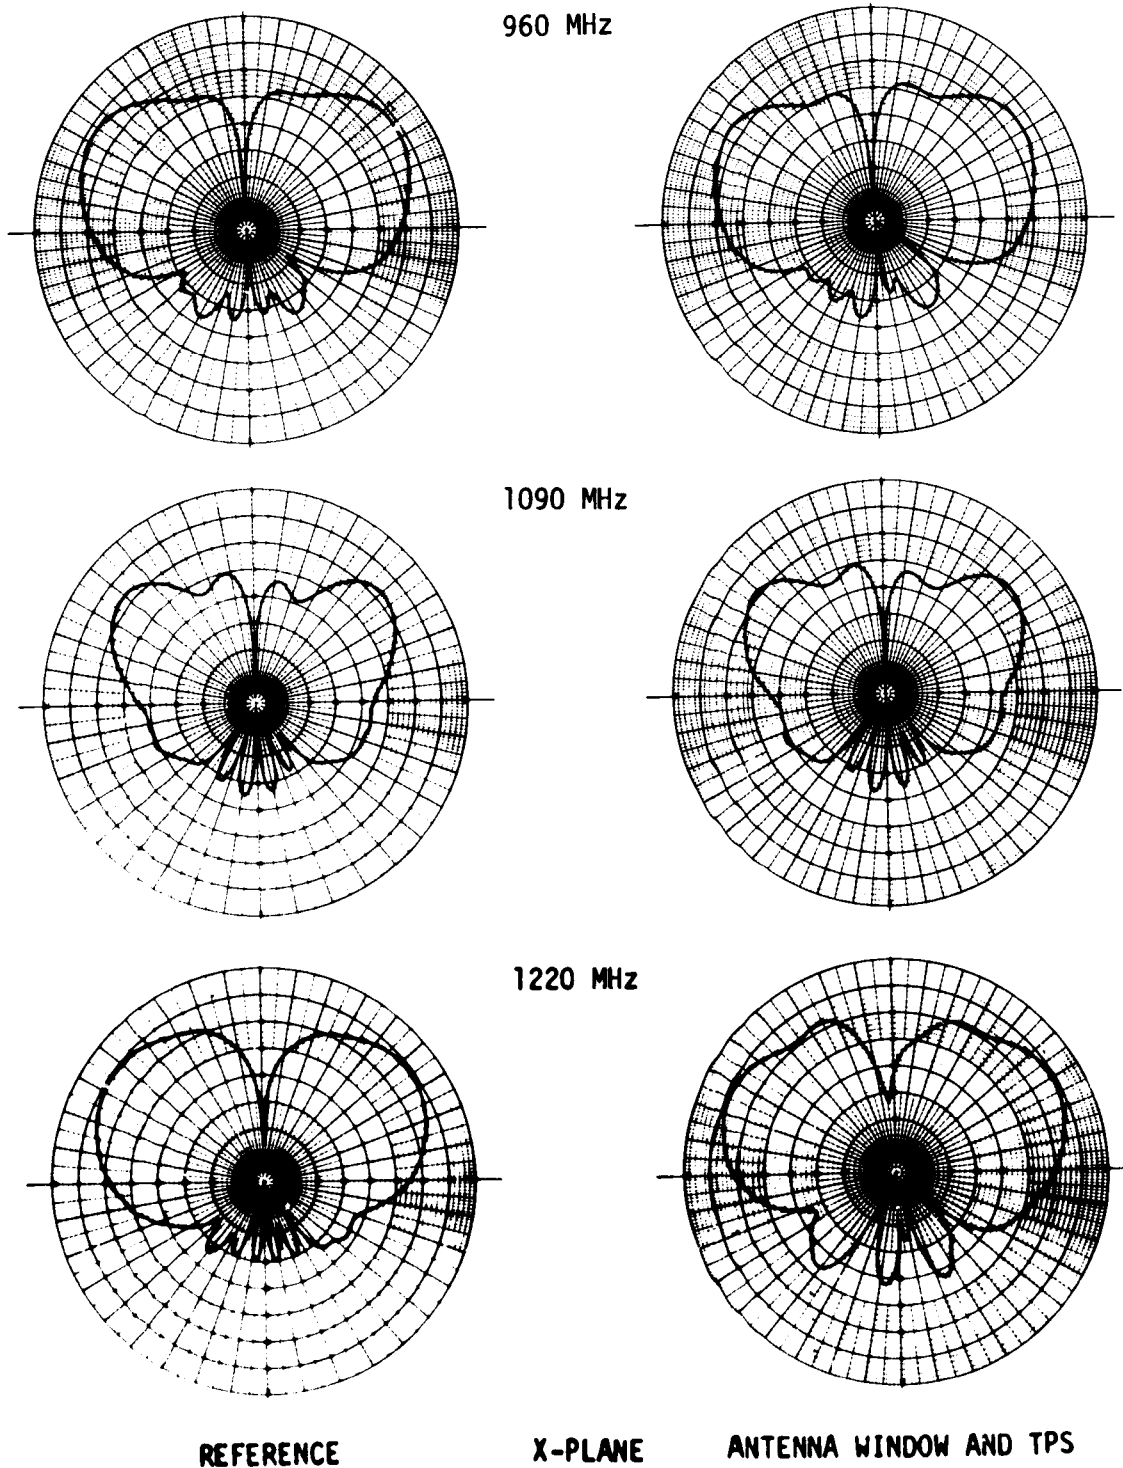 960 MHz
1090 MHz
1220 MHz
REFERENCE
X-PLANE
ANTENNA WINDOW AND TPS